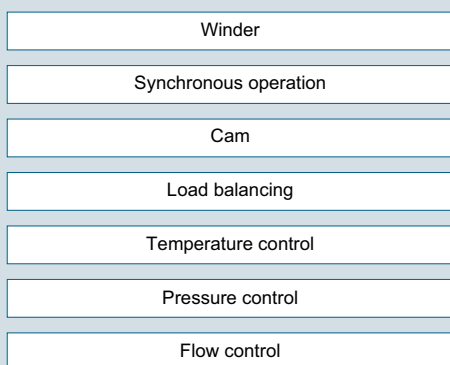 Winder
Synchronous operation
Cam
Load balancing
Temperature control
Pressure control
Flow control